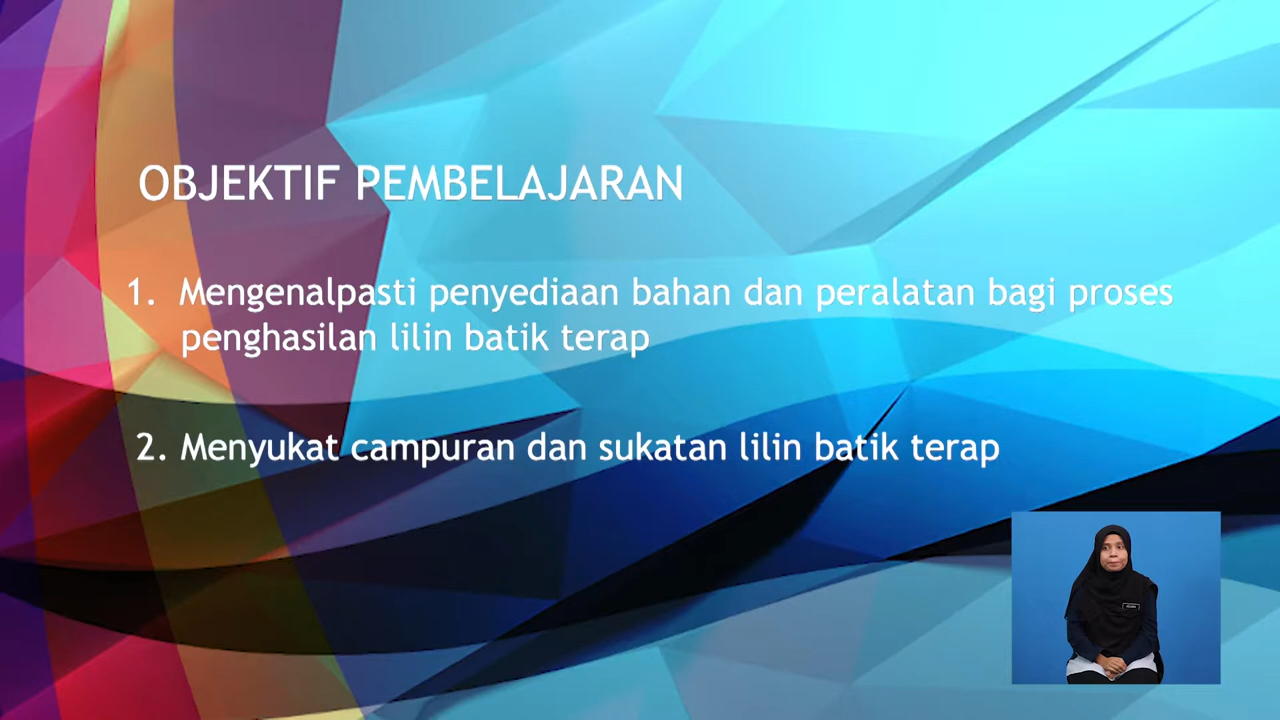 OBJEKTIF PEMBELAJARAN
1. Mengenalpasti penyediaan bahan dan peralatan bagi proses
penghasilan lilin batik terap
2. Menyukat campuran dan sukatan lilin batik terap